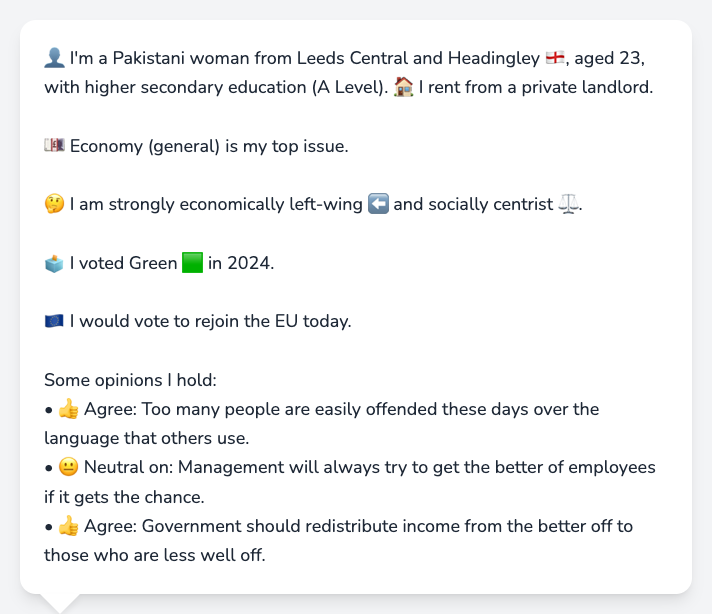 👤 I'm a Pakistani woman from Leeds Central and Headingley 🏴󠁧󠁢󠁥󠁮󠁧󠁿, aged 23,
with higher secondary education (A Level). 🏠 I rent from a private landlord.
💷 Economy (general) is my top issue.
🤔 I am strongly economically left-wing ⬅️ and socially centrist ⚖️.
🗳️ I voted Green 🟩 in 2024.
🇪🇺 I would vote to rejoin the EU today.
Some opinions I hold:
• 👍 Agree: Too many people are easily offended these days over the
language that others use.
• 😐 Neutral on: Management will always try to get the better of employees
if it gets the chance.
• 👍 Agree: Government should redistribute income from the better off to
those who are less well off.